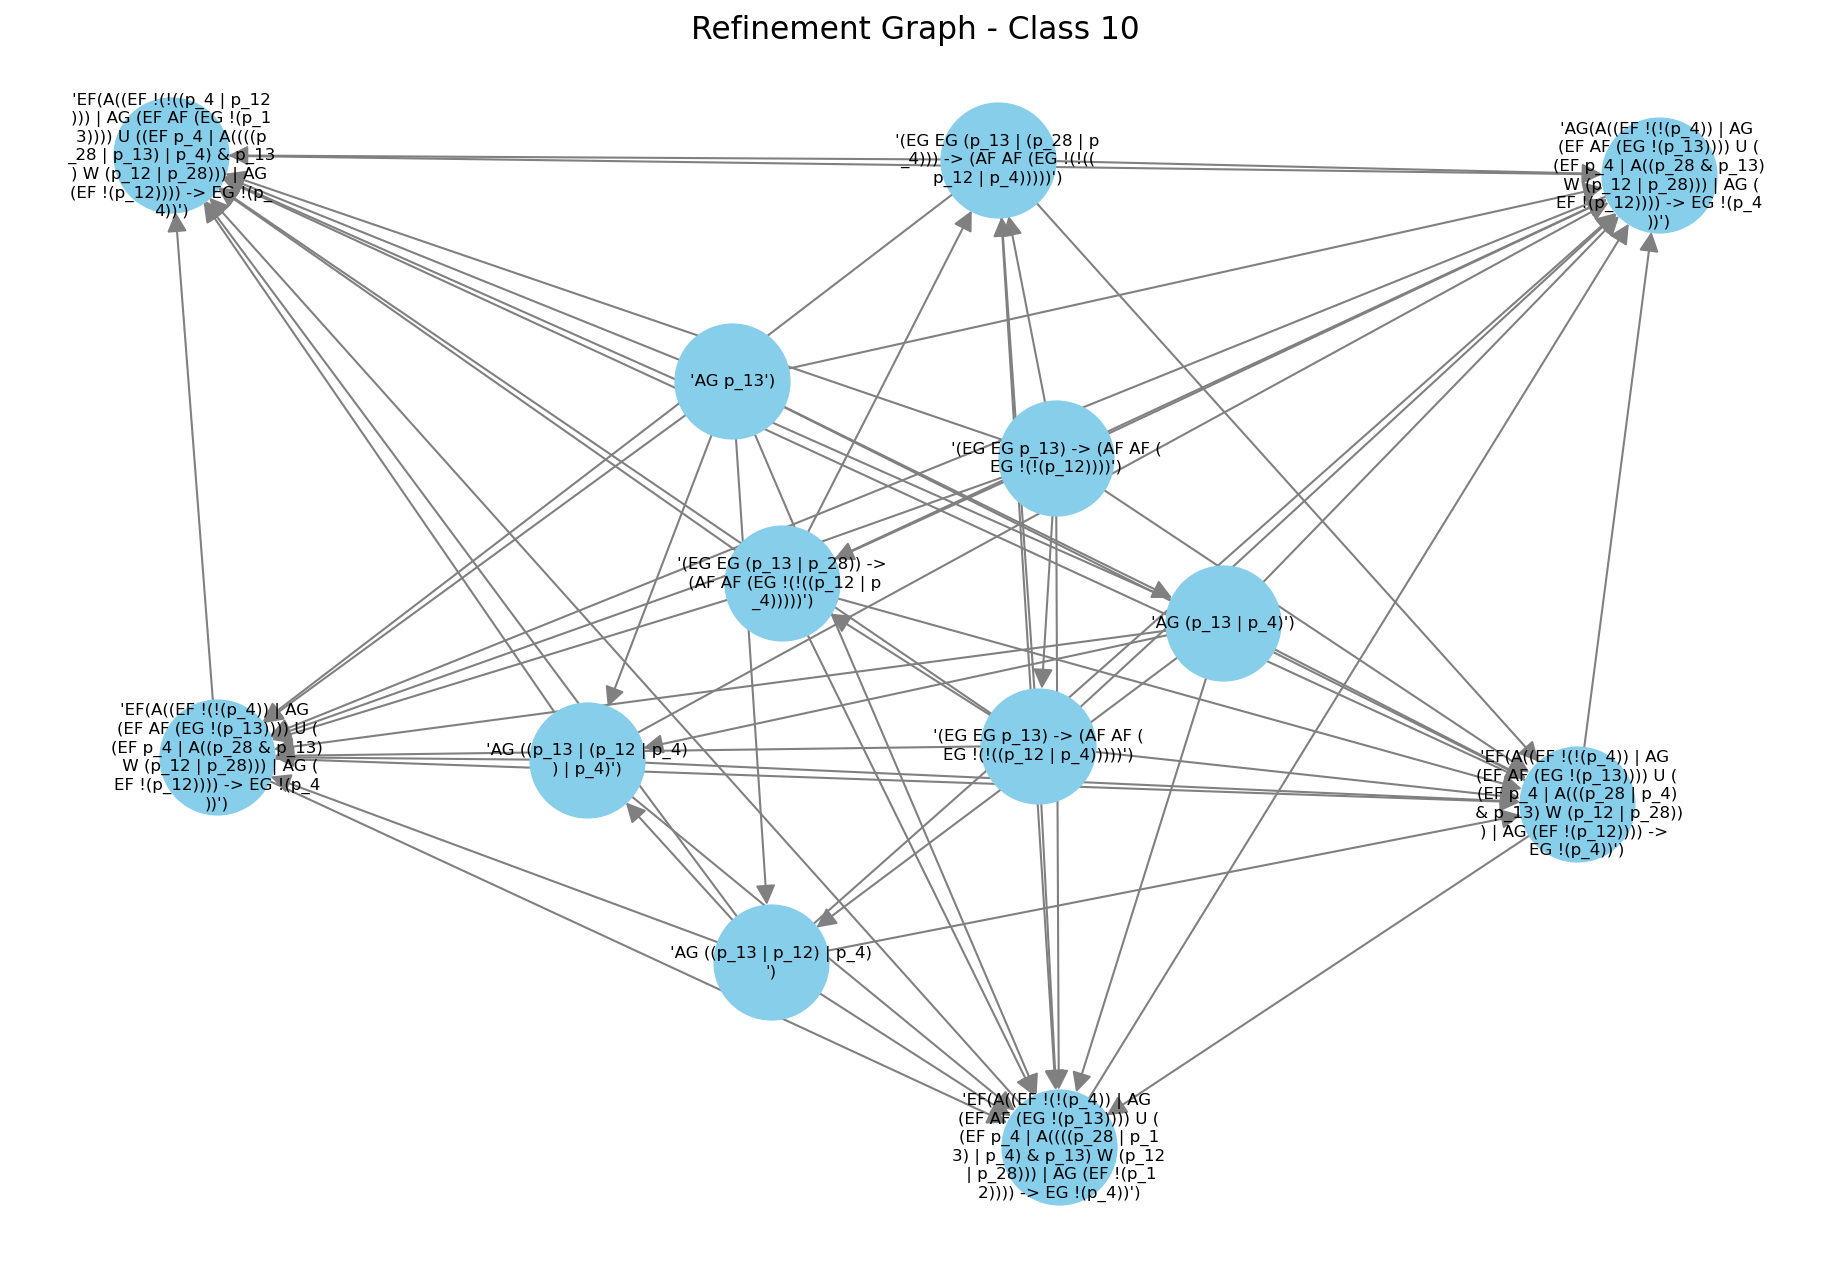 Refinement Graph - Class 10
'EF(A((EF !(!((p_4 | p_12
))) | AG (EF AF (EG !(p_1
3)))) U ((EF p_4 | A((((p
_28 | p_13) | p_4) & p_13
) W (p_12 | p_28))) | AG
(EF !(p_12)))) -> EG !(p_
4))')
'(EG EG (p_13 | (p_28 | p
_4))) -> (AF AF (EG !(!((
p_12 | p_4)))))')
'AG(A((EF !(!(p_4)) | AG
(EF AF (EG !(p_13)))) U (
(EF p_4 | A((p_28 & p_13)
W (p_12 | p_28))) | AG (
EF !(p_12)))) -> EG !(p_4
))')
'AG p_13')
'(EG EG p_13) -> (AF AF (
EG !(!(p_12))))')
'(EG EG (p_13 | p_28)) ->
(AF AF (EG !(!((p_12 | p
_4)))))')
'AG (p_13 | p_4)')
'EF(A((EF !(!(p_4)) | AG
(EF AF (EG !(p_13)))) U (
(EF p_4 | A((p_28 & p_13)
W (p_12 | p_28))) | AG (
EF !(p_12)))) -> EG !(p_4
))')
'AG ((p_13 | (p_12 | p_4)
) | p_4)')
'(EG EG p_13) -> (AF AF (
EG !(!((p_12 | p_4)))))')
'EF(A((EF !(!(p_4)) | AG
(EF AF (EG !(p_13)))) U (
(EF p_4 | A(((p_28 | p_4)
& p_13) W (p_12 | p_28))
) | AG (EF !(p_12)))) ->
EG !(p_4))')
'AG ((p_13 | p_12) | p_4)
')
'EF(A((EF !(!(p_4)) | AG
(EF AF (EG !(p_13)))) U (
(EF p_4 | A((((p_28 | p_1
3) | p_4) & p_13) W (p_12
| p_28))) | AG (EF !(p_1
2)))) -> EG !(p_4))')